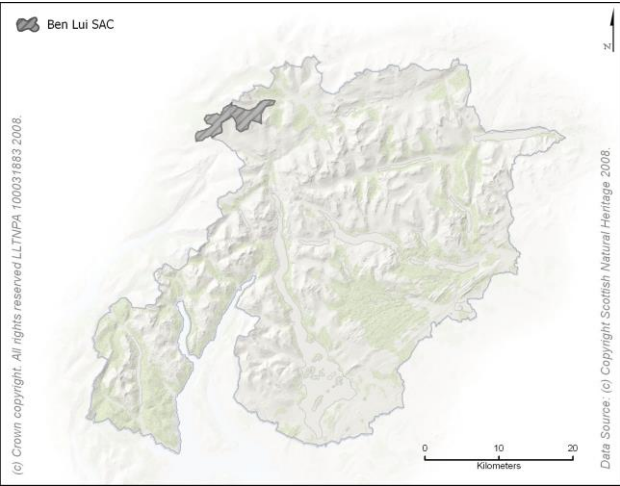 Ben Lui SAC
N
(c) Crown copyright. All rights reserved LLTNPA 100031883 2008.
Data Source: (c) Copyright Scottish Natural Heritage 2008.
0 10 20
Kilometers